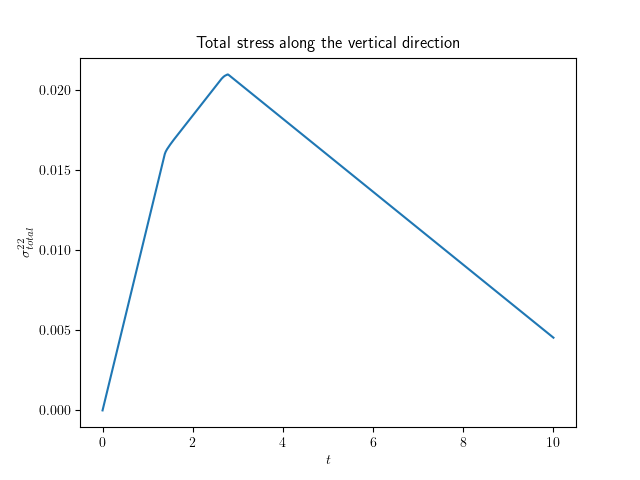 Total stress along the vertical direction
0.020
0.015
0.010
0.005
0.000
σ²²_total
0 2 4 6 8 10
t